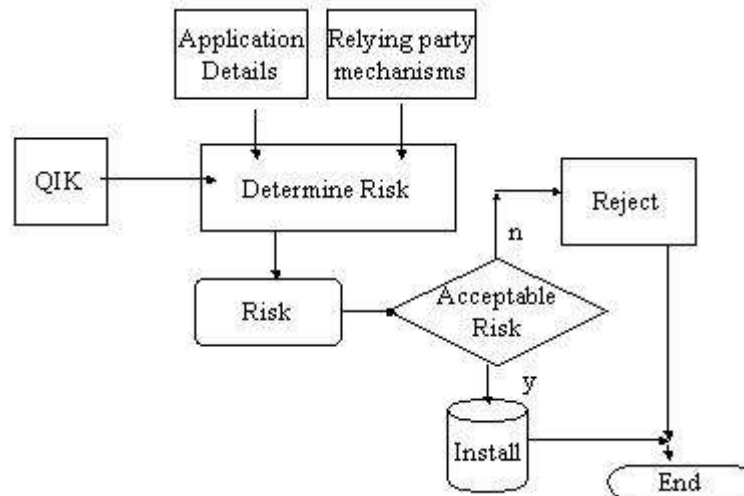 Application
Details
Relying party
mechanisms
QIK
Determine Risk
Reject
n
Risk
Acceptable
Risk
y
Install
End